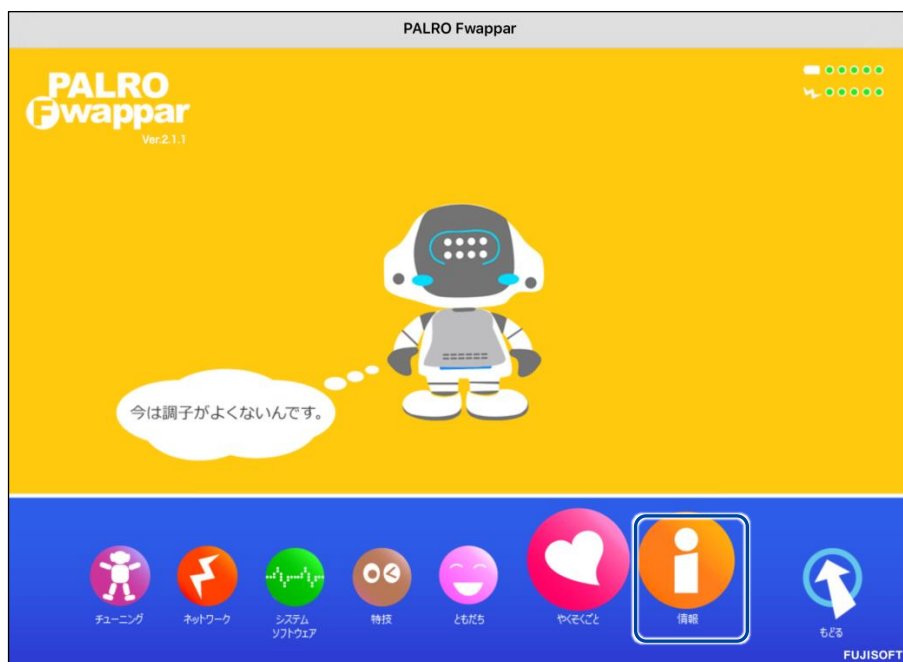 PALRO Fwappar
PALRO
Fwappar
Ver.2.1.1
今は調子がよくないんです。
チューニング
ネットワーク
システム
ソフトウェア
特技
ともだち
やくそくごと
情報
もどる
FUJISOFT